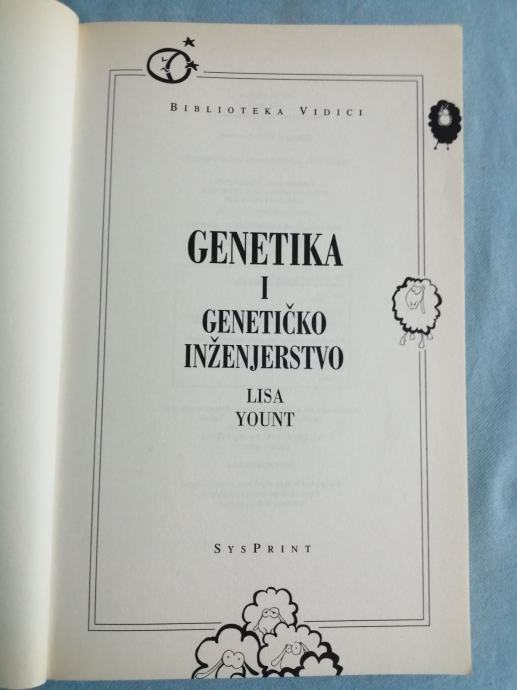 BIBLIOTEKA VIDICI
GENETIKA
I
GENETIČKO
INŽENJERSTVO
LISA
YOUNT
SYSPRINT